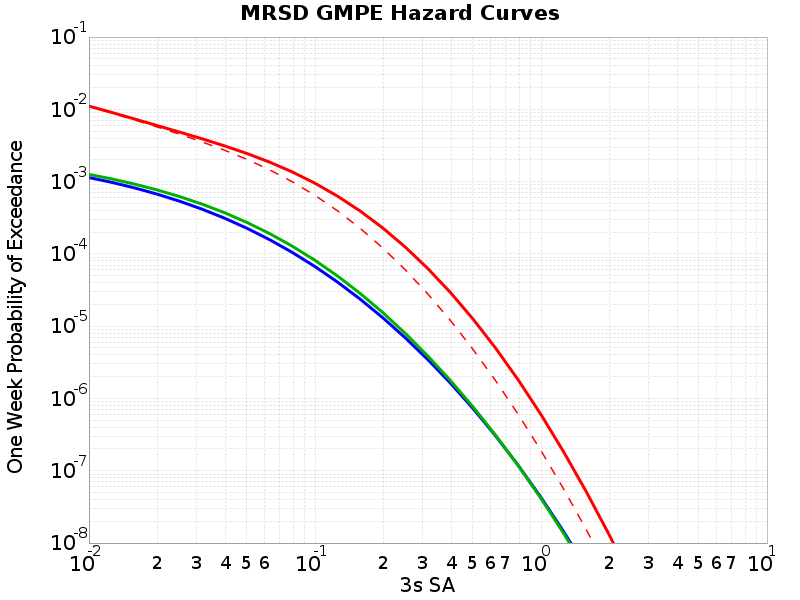 MRSD GMPE Hazard Curves
One Week Probability of Exceedance
10^-1
10^-2
10^-3
10^-4
10^-5
10^-6
10^-7
10^-8
10^-2 2 3 4 5 6 10^-1 2 3 4 5 6 7 10^0 2 3 4 5 6 7 10^1
3s SA